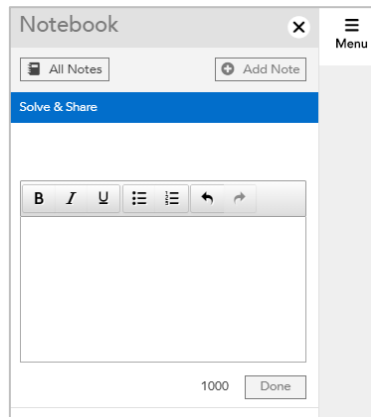 Notebook
Menu
All Notes
Add Note
Solve & Share
B I U
1000
Done